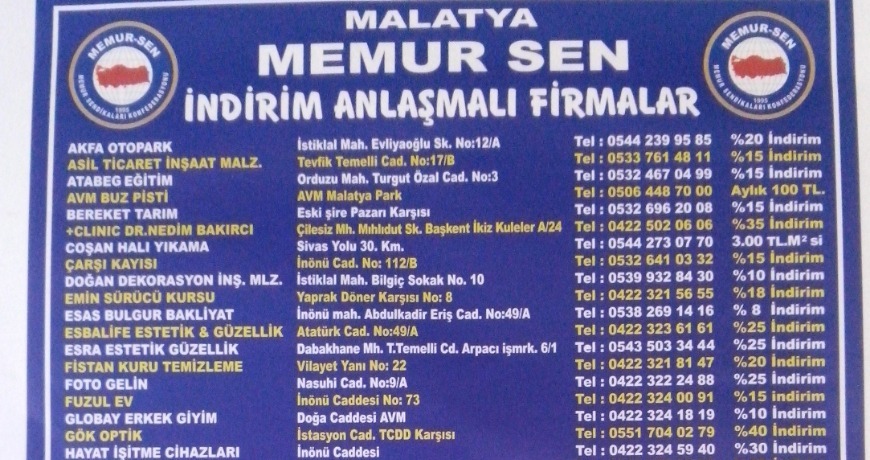 MALATYA
MEMUR SEN
İNDİRİM ANLAŞMALI FİRMALAR
MEMUR-SEN
MEMUR SENDİKALARI KONFEDERASYONU
1995
MEMUR-SEN
MEMUR SENDİKALARI KONFEDERASYONU
1995
AKFA OTOPARK İstiklal Mah. Evliyaoğlu Sk. No:12/A Tel : 0544 239 95 85 %20 İndirim
ASİL TİCARET İNŞAAT MALZ. Tevfik Temelli Cad. No:17/B Tel : 0533 761 48 11 %15 İndirim
ATABEG EĞİTİM Orduzu Mah. Turgut Özal Cad. No:3 Tel : 0532 467 04 99 %15 İndirim
AVM BUZ PİSTİ AVM Malatya Park Tel : 0506 448 70 00 Aylık 100 TL.
BEREKET TARIM Eski şire Pazarı Karşısı Tel : 0532 696 20 08 %15 İndirim
+CLINIC DR.NEDİM BAKIRCI Çilesiz Mh. Mıhlıdut Sk. Başkent İkiz Kuleler A/24 Tel : 0422 502 06 06 %35 İndirim
COŞAN HALI YIKAMA Sivas Yolu 30. Km. Tel : 0544 273 07 70 3.00 TL.M² si
ÇARŞI KAYISI İnönü Cad. No: 112/B Tel : 0532 641 03 32 %15 İndirim
DOĞAN DEKORASYON İNŞ. MLZ. İstiklal Mah. Bilgiç Sokak No. 10 Tel : 0539 932 84 30 %10 İndirim
EMİN SÜRÜCÜ KURSU Yaprak Döner Karşısı No: 8 Tel : 0422 321 56 55 %18 İndirim
ESAS BULGUR BAKLİYAT İnönü mah. Abdulkadir Eriş Cad. No:49/A Tel : 0538 269 14 16 % 8 İndirim
ESBALİFE ESTETİK & GÜZELLİK Atatürk Cad. No:49/A Tel : 0422 323 61 61 %25 İndirim
ESRA ESTETİK GÜZELLİK Dabakhane Mh. T.Temelli Cd. Arpacı işmrk. 6/1 Tel : 0543 503 34 44 %25 İndirim
FİSTAN KURU TEMİZLEME Vilayet Yanı No: 22 Tel : 0422 321 81 47 %20 İndirim
FOTO GELİN Nasuhi Cad. No:9/A Tel : 0422 322 24 88 %25 İndirim
FUZUL EV İnönü Caddesi No: 73 Tel : 0422 324 00 91 %15 İndirim
GLOBAY ERKEK GİYİM Doğa Caddesi AVM Tel : 0422 324 18 19 %10 İndirim
GÖK OPTİK İstasyon Cad. TCDD Karşısı Tel : 0551 704 02 79 %40 İndirim
HAYAT İŞİTME CİHAZLARI İnönü Caddesi Tel : 0422 324 59 40 %30 İndirim